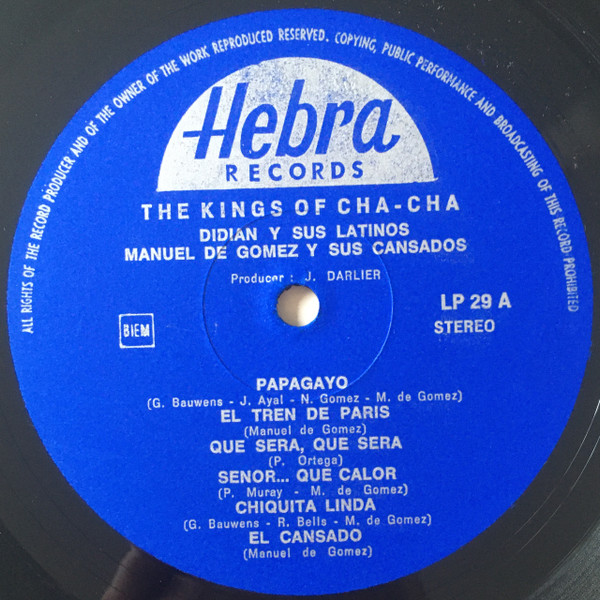 ALL RIGHTS OF THE RECORD PRODUCER AND OF THE OWNER OF THE WORK REPRODUCED RESERVED. COPYING, PUBLIC PERFORMANCE AND BROADCASTING OF THIS RECORD PROHIBITED
Hebra
RECORDS
THE KINGS OF CHA-CHA
DIDIAN Y SUS LATINOS
MANUEL DE GOMEZ Y SUS CANSADOS
Producer : J. DARLIER
LP 29 A
BIEM
STEREO
PAPAGAYO
(G. Bauwens - J. Ayal - N. Gomez - M. de Gomez)
EL TREN DE PARIS
(Manuel de Gomez)
QUE SERA, QUE SERA
(P. Ortega)
SENOR... QUE CALOR
(P. Muray - M. de Gomez)
CHIQUITA LINDA
(G. Bauwens - R. Bells - M. de Gomez)
EL CANSADO
(Manuel de Gomez)